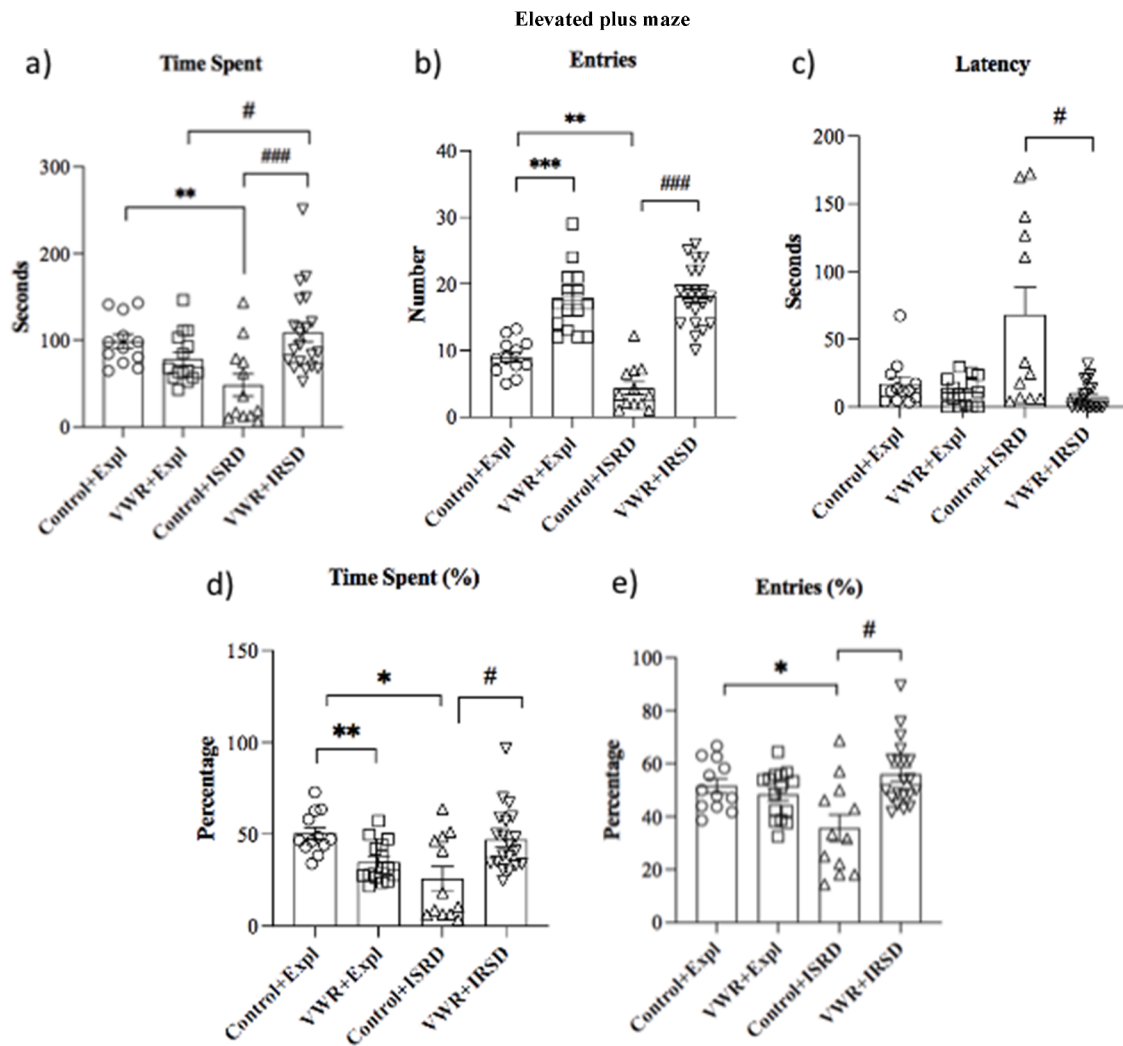 Elevated plus maze
a)
Time Spent
Seconds
300
200
100
0
**
#
###
Control+Expl
VWR+Expl
Control+ISRD
VWR+IRSD
b)
Entries
Number
40
30
20
10
0
**
***
###
Control+Expl
VWR+Expl
Control+ISRD
VWR+IRSD
c)
Latency
Seconds
200
150
100
50
0
#
Control+Expl
VWR+Expl
Control+ISRD
VWR+IRSD
d)
Time Spent (%)
Percentage
150
100
50
0
*
**
#
Control+Expl
VWR+Expl
Control+ISRD
VWR+IRSD
e)
Entries (%)
Percentage
100
80
60
40
20
0
*
#
Control+Expl
VWR+Expl
Control+ISRD
VWR+IRSD